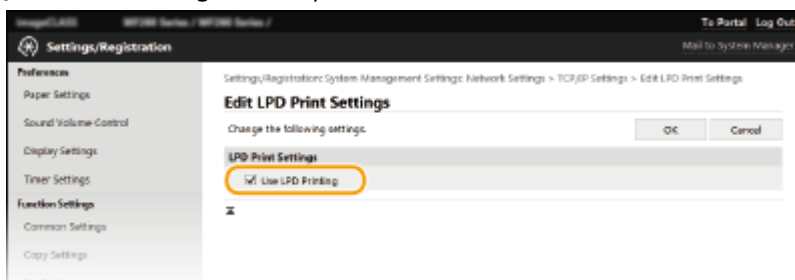 To Portal Log Out
Settings/Registration
Mail to System Manager
Preferences
Paper Settings
Sound Volume Control
Display Settings
Timer Settings
Function Settings
Common Settings
Copy Settings
Settings/Registration: System Management Settings: Network Settings > TCP/IP Settings > Edit LPD Print Settings
Edit LPD Print Settings
Change the following settings.
OK
Cancel
LPD Print Settings
Use LPD Printing